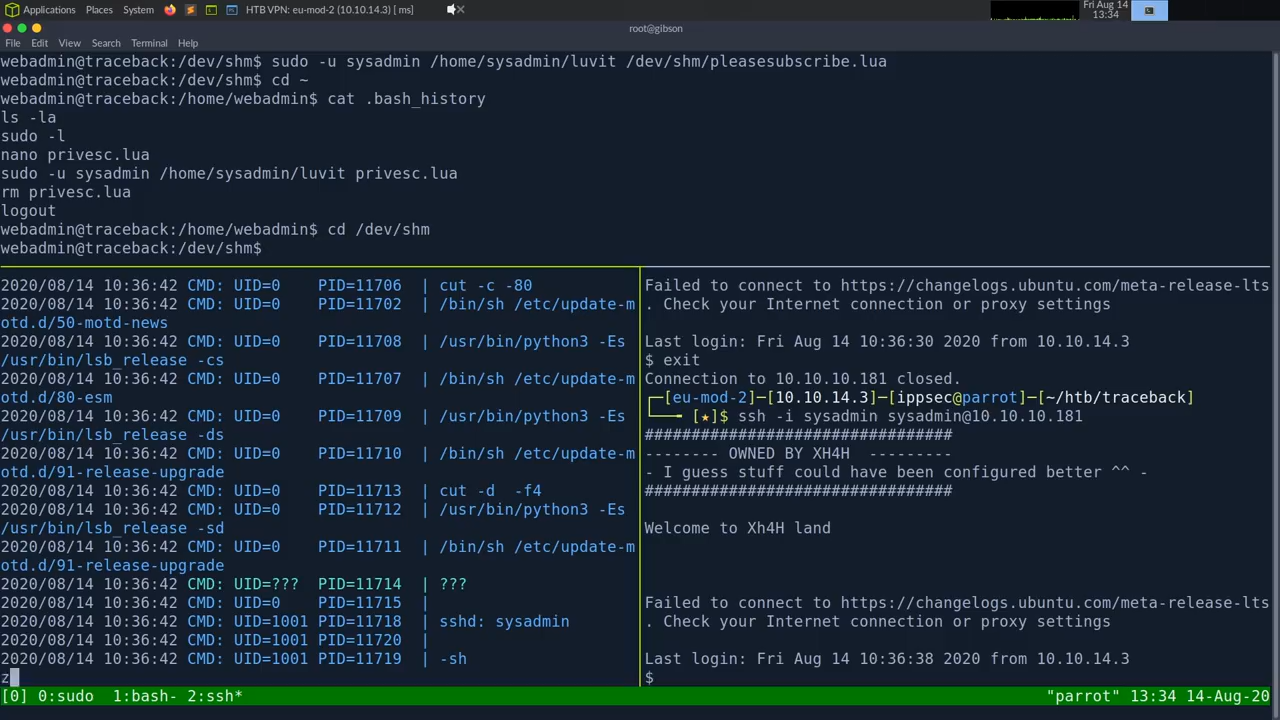 Applications Places System HTB VPN: eu-mod-2 (10.10.14.3) [ms] Fri Aug 14
13:34
root@gibson
File Edit View Search Terminal Help
webadmin@traceback:/dev/shm$ sudo -u sysadmin /home/sysadmin/luvit /dev/shm/pleasesubscribe.lua
webadmin@traceback:/dev/shm$ cd ~
webadmin@traceback:/home/webadmin$ cat .bash_history
ls -la
sudo -l
nano privesc.lua
sudo -u sysadmin /home/sysadmin/luvit privesc.lua
rm privesc.lua
logout
webadmin@traceback:/home/webadmin$ cd /dev/shm
webadmin@traceback:/dev/shm$
2020/08/14 10:36:42 CMD: UID=0    PID=11706  | cut -c -80
2020/08/14 10:36:42 CMD: UID=0    PID=11702  | /bin/sh /etc/update-m
otd.d/50-motd-news
2020/08/14 10:36:42 CMD: UID=0    PID=11708  | /usr/bin/python3 -Es
/usr/bin/lsb_release -cs
2020/08/14 10:36:42 CMD: UID=0    PID=11707  | /bin/sh /etc/update-m
otd.d/80-esm
2020/08/14 10:36:42 CMD: UID=0    PID=11709  | /usr/bin/python3 -Es
/usr/bin/lsb_release -ds
2020/08/14 10:36:42 CMD: UID=0    PID=11710  | /bin/sh /etc/update-m
otd.d/91-release-upgrade
2020/08/14 10:36:42 CMD: UID=0    PID=11713  | cut -d  -f4
2020/08/14 10:36:42 CMD: UID=0    PID=11712  | /usr/bin/python3 -Es
/usr/bin/lsb_release -sd
2020/08/14 10:36:42 CMD: UID=0    PID=11711  | /bin/sh /etc/update-m
otd.d/91-release-upgrade
2020/08/14 10:36:42 CMD: UID=???  PID=11714  | ???
2020/08/14 10:36:42 CMD: UID=0    PID=11715  |
2020/08/14 10:36:42 CMD: UID=1001 PID=11718  | sshd: sysadmin
2020/08/14 10:36:42 CMD: UID=1001 PID=11720  |
2020/08/14 10:36:42 CMD: UID=1001 PID=11719  | -sh
z
Failed to connect to https://changelogs.ubuntu.com/meta-release-lts
. Check your Internet connection or proxy settings
Last login: Fri Aug 14 10:36:30 2020 from 10.10.14.3
$ exit
Connection to 10.10.10.181 closed.
┌─[eu-mod-2]─[10.10.14.3]─[ippsec@parrot]─[~/htb/traceback]
└──╼ [★]$ ssh -i sysadmin sysadmin@10.10.10.181
#################################
-------- OWNED BY XH4H  ---------
- I guess stuff could have been configured better ^^ -
#################################
Welcome to Xh4H land
Failed to connect to https://changelogs.ubuntu.com/meta-release-lts
. Check your Internet connection or proxy settings
Last login: Fri Aug 14 10:36:38 2020 from 10.10.14.3
$
[0] 0:sudo  1:bash- 2:ssh* "parrot" 13:34 14-Aug-20